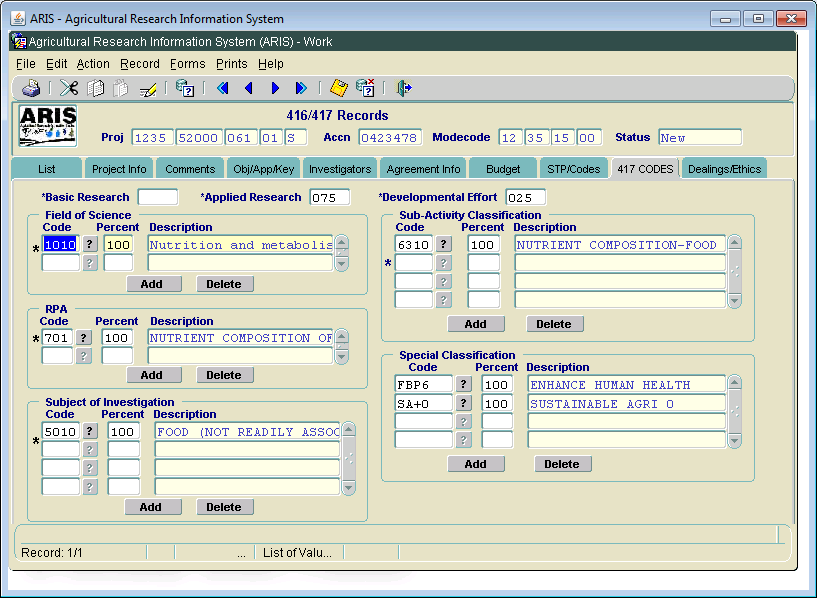 ARIS - Agricultural Research Information System
Agricultural Research Information System (ARIS) - Work
File Edit Action Record Forms Prints Help
ARIS
416/417 Records
Proj 1235 52000 061 01 S Accn 0423478 Modecode 12 35 15 00 Status New
List Project Info Comments Obj/App/Key Investigators Agreement Info Budget STP/Codes 417 CODES Dealings/Ethics
*Basic Research *Applied Research 075 *Developmental Effort 025
Field of Science
Code Percent Description
* 1010 ? 100 Nutrition and metabolis
?
Add Delete
RPA
Code Percent Description
* 701 ? 100 NUTRIENT COMPOSITION OF
?
Add Delete
Subject of Investigation
Code Percent Description
* 5010 ? 100 FOOD (NOT READILY ASSOC
?
?
?
Add Delete
Sub-Activity Classification
Code Percent Description
6310 ? 100 NUTRIENT COMPOSITION-FOOD
* ?
?
?
Add Delete
Special Classification
Code Percent Description
FBP6 ? 100 ENHANCE HUMAN HEALTH
SA+0 ? 100 SUSTAINABLE AGRI 0
?
?
Add Delete
Record: 1/1 ... List of Valu...